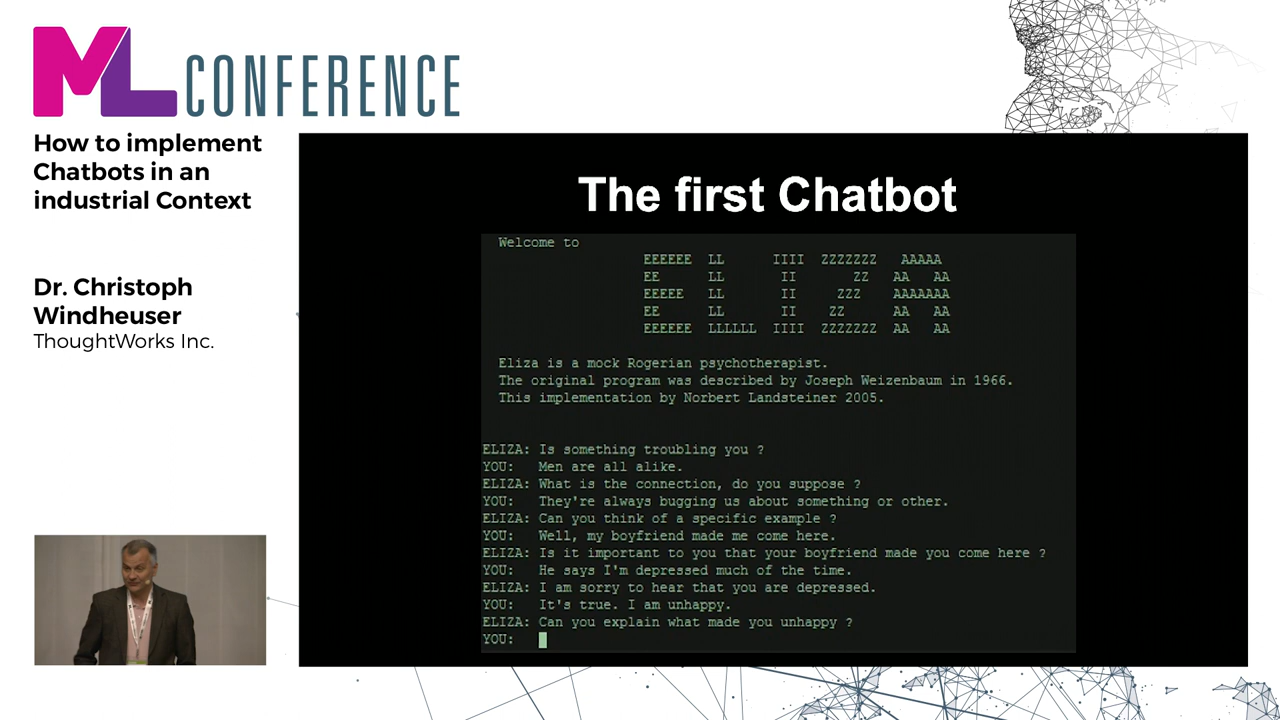 ML CONFERENCE
How to implement
Chatbots in an
industrial Context
Dr. Christoph
Windheuser
ThoughtWorks Inc.
The first Chatbot
Welcome to
EEEEEE LL IIII ZZZZZZZ AAAAA
EE LL II ZZ AA AA
EEEEE LL II ZZZ AAAAAAA
EE LL II ZZ AA AA
EEEEEE LLLLLL IIII ZZZZZZZ AA AA
Eliza is a mock Rogerian psychotherapist.
The original program was described by Joseph Weizenbaum in 1966.
This implementation by Norbert Landsteiner 2005.
ELIZA: Is something troubling you ?
YOU: Men are all alike.
ELIZA: What is the connection, do you suppose ?
YOU: They're always bugging us about something or other.
ELIZA: Can you think of a specific example ?
YOU: Well, my boyfriend made me come here.
ELIZA: Is it important to you that your boyfriend made you come here ?
YOU: He says I'm depressed much of the time.
ELIZA: I am sorry to hear that you are depressed.
YOU: It's true. I am unhappy.
ELIZA: Can you explain what made you unhappy ?
YOU: